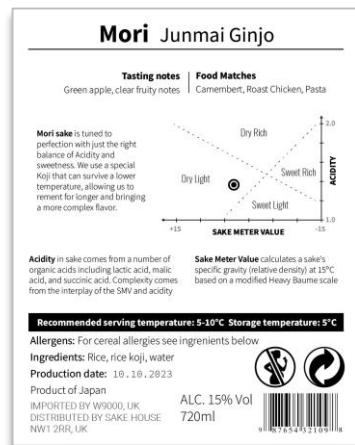 Mori Junmai Ginjo
Tasting notes
Green apple, clear fruity notes
Food Matches
Camembert, Roast Chicken, Pasta
Mori sake is tuned to
perfection with just the right
balance of Acidity and
sweetness. We use a special
Koji that can survive a lower
temperature, allowing us to
rement for longer and bringing
a more complex flavor.
2.0
Dry Rich
Dry Light
Sweet Rich
Sweet Light
ACIDITY
1.0
+15
SAKE METER VALUE
-15
Acidity in sake comes from a number of
organic acids including lactic acid, malic
acid, and succinic acid. Complexity comes
from the interplay of the SMV and acidity
Sake Meter Value calculates a sake's
specific gravity (relative density) at 15°C
based on a modified Heavy Baume scale
Recommended serving temperature: 5-10°C Storage temperature: 5°C
Allergens: For cereal allergies see ingrenients below
Ingredients: Rice, rice koji, water
Production date: 10.10.2023
Product of Japan
IMPORTED BY W9000, UK
DISTRIBUTED BY SAKE HOUSE
NW1 2RR, UK
ALC. 15% Vol
720ml
9 87654 32109 8